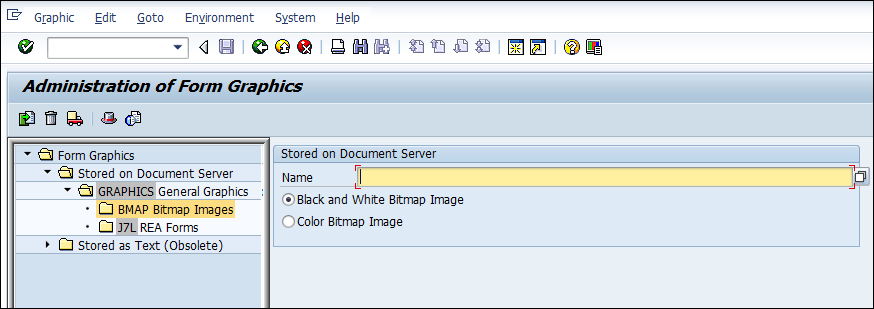 Graphic Edit Goto Environment System Help
Administration of Form Graphics
Form Graphics
Stored on Document Server
GRAPHICS General Graphics
BMAP Bitmap Images
J7L REA Forms
Stored as Text (Obsolete)
Stored on Document Server
Name
Black and White Bitmap Image
Color Bitmap Image